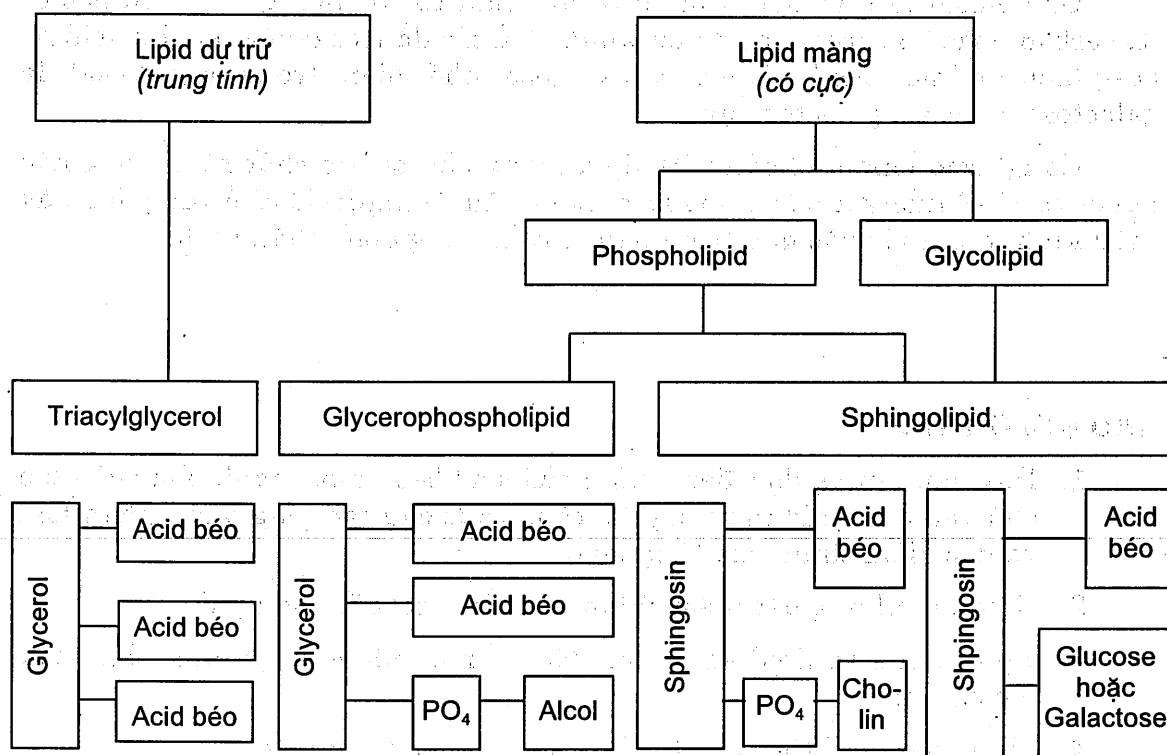 Lipid dự trữ
(trung tính)
Lipid màng
(có cực)
Phospholipid
Glycolipid
Triacylglycerol
Glycerophospholipid
Sphingolipid
Glycerol
Acid béo
Acid béo
Acid béo
Glycerol
Acid béo
Acid béo
PO₄
Alcol
Sphingosin
Acid
béo
PO₄
Cho-
lin
Shpingosin
Acid
béo
Glucose
hoặc
Galactose